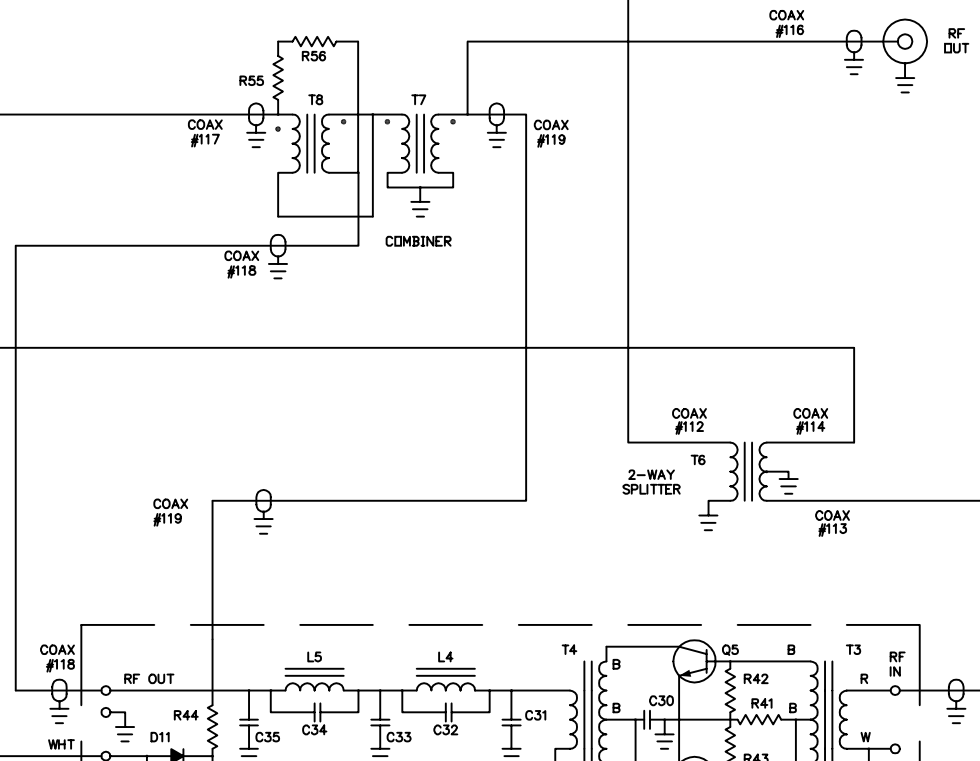 COAX
#116
RF
OUT
R56
R55
T8
T7
COAX
#117
COAX
#119
COMBINER
COAX
#118
COAX
#112
COAX
#114
T6
2-WAY
SPLITTER
COAX
#119
COAX
#113
COAX
#118
RF OUT
L5
L4
T4
B
Q5
B
T3
RF
IN
R42
R
R44
C35
C34
C33
C32
C31
B
C30
R41
B
D11
WHT
W
R43